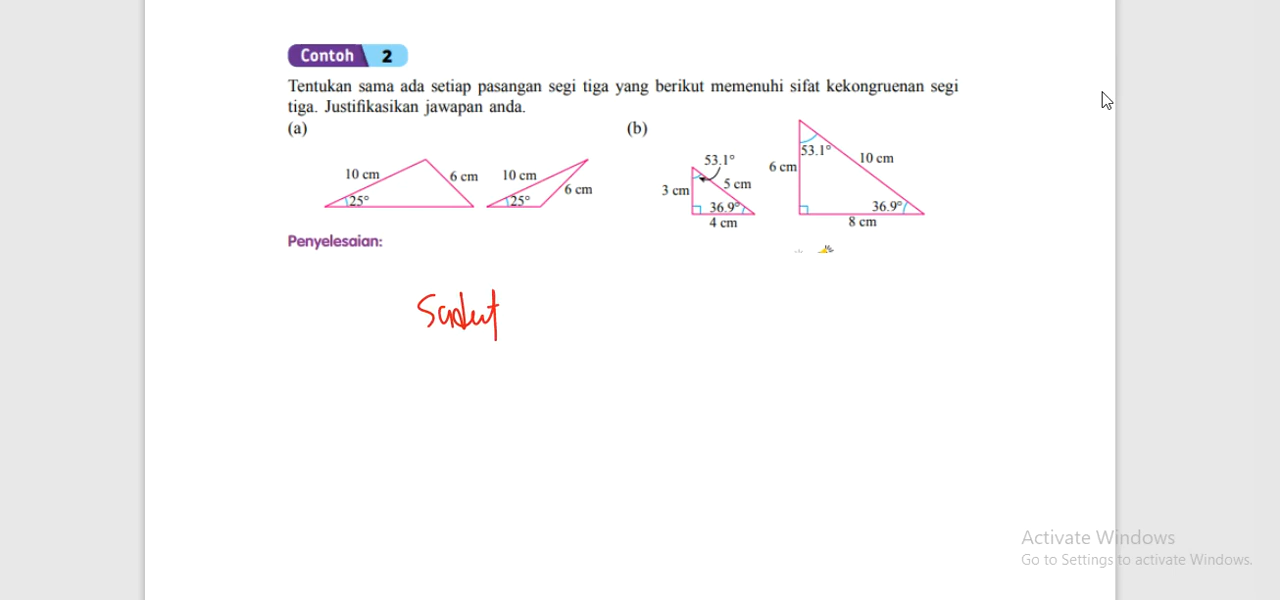 Contoh 2
Tentukan sama ada setiap pasangan segi tiga yang berikut memenuhi sifat kekongruenan segi
tiga. Justifikasikan jawapan anda.
(a)
(b)
10 cm
6 cm
25°
10 cm
6 cm
25°
53.1°
3 cm
5 cm
36.9°
4 cm
53.1°
6 cm
10 cm
36.9°
8 cm
Penyelesaian:
Sudut
Activate Windows
Go to Settings to activate Windows.